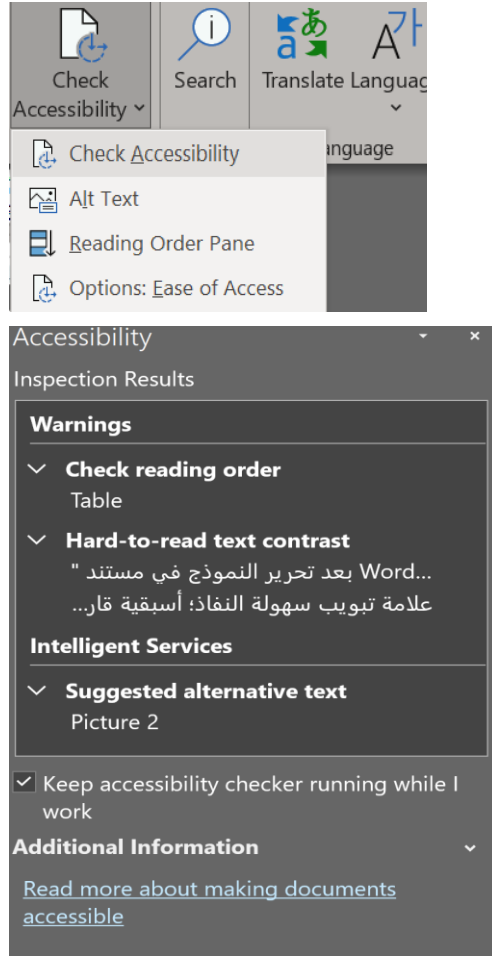 Check Accessibility
Search
Translate
Languag
nguage
Check Accessibility
Alt Text
Reading Order Pane
Options: Ease of Access
Accessibility
Inspection Results
Warnings
Check reading order
Table
Hard-to-read text contrast
" بعد تحرير النموذج في مستند Word...
علامة تبويب سهولة النفاذ؛ أسبقية قار...
Intelligent Services
Suggested alternative text
Picture 2
Keep accessibility checker running while I
work
Additional Information
Read more about making documents
accessible